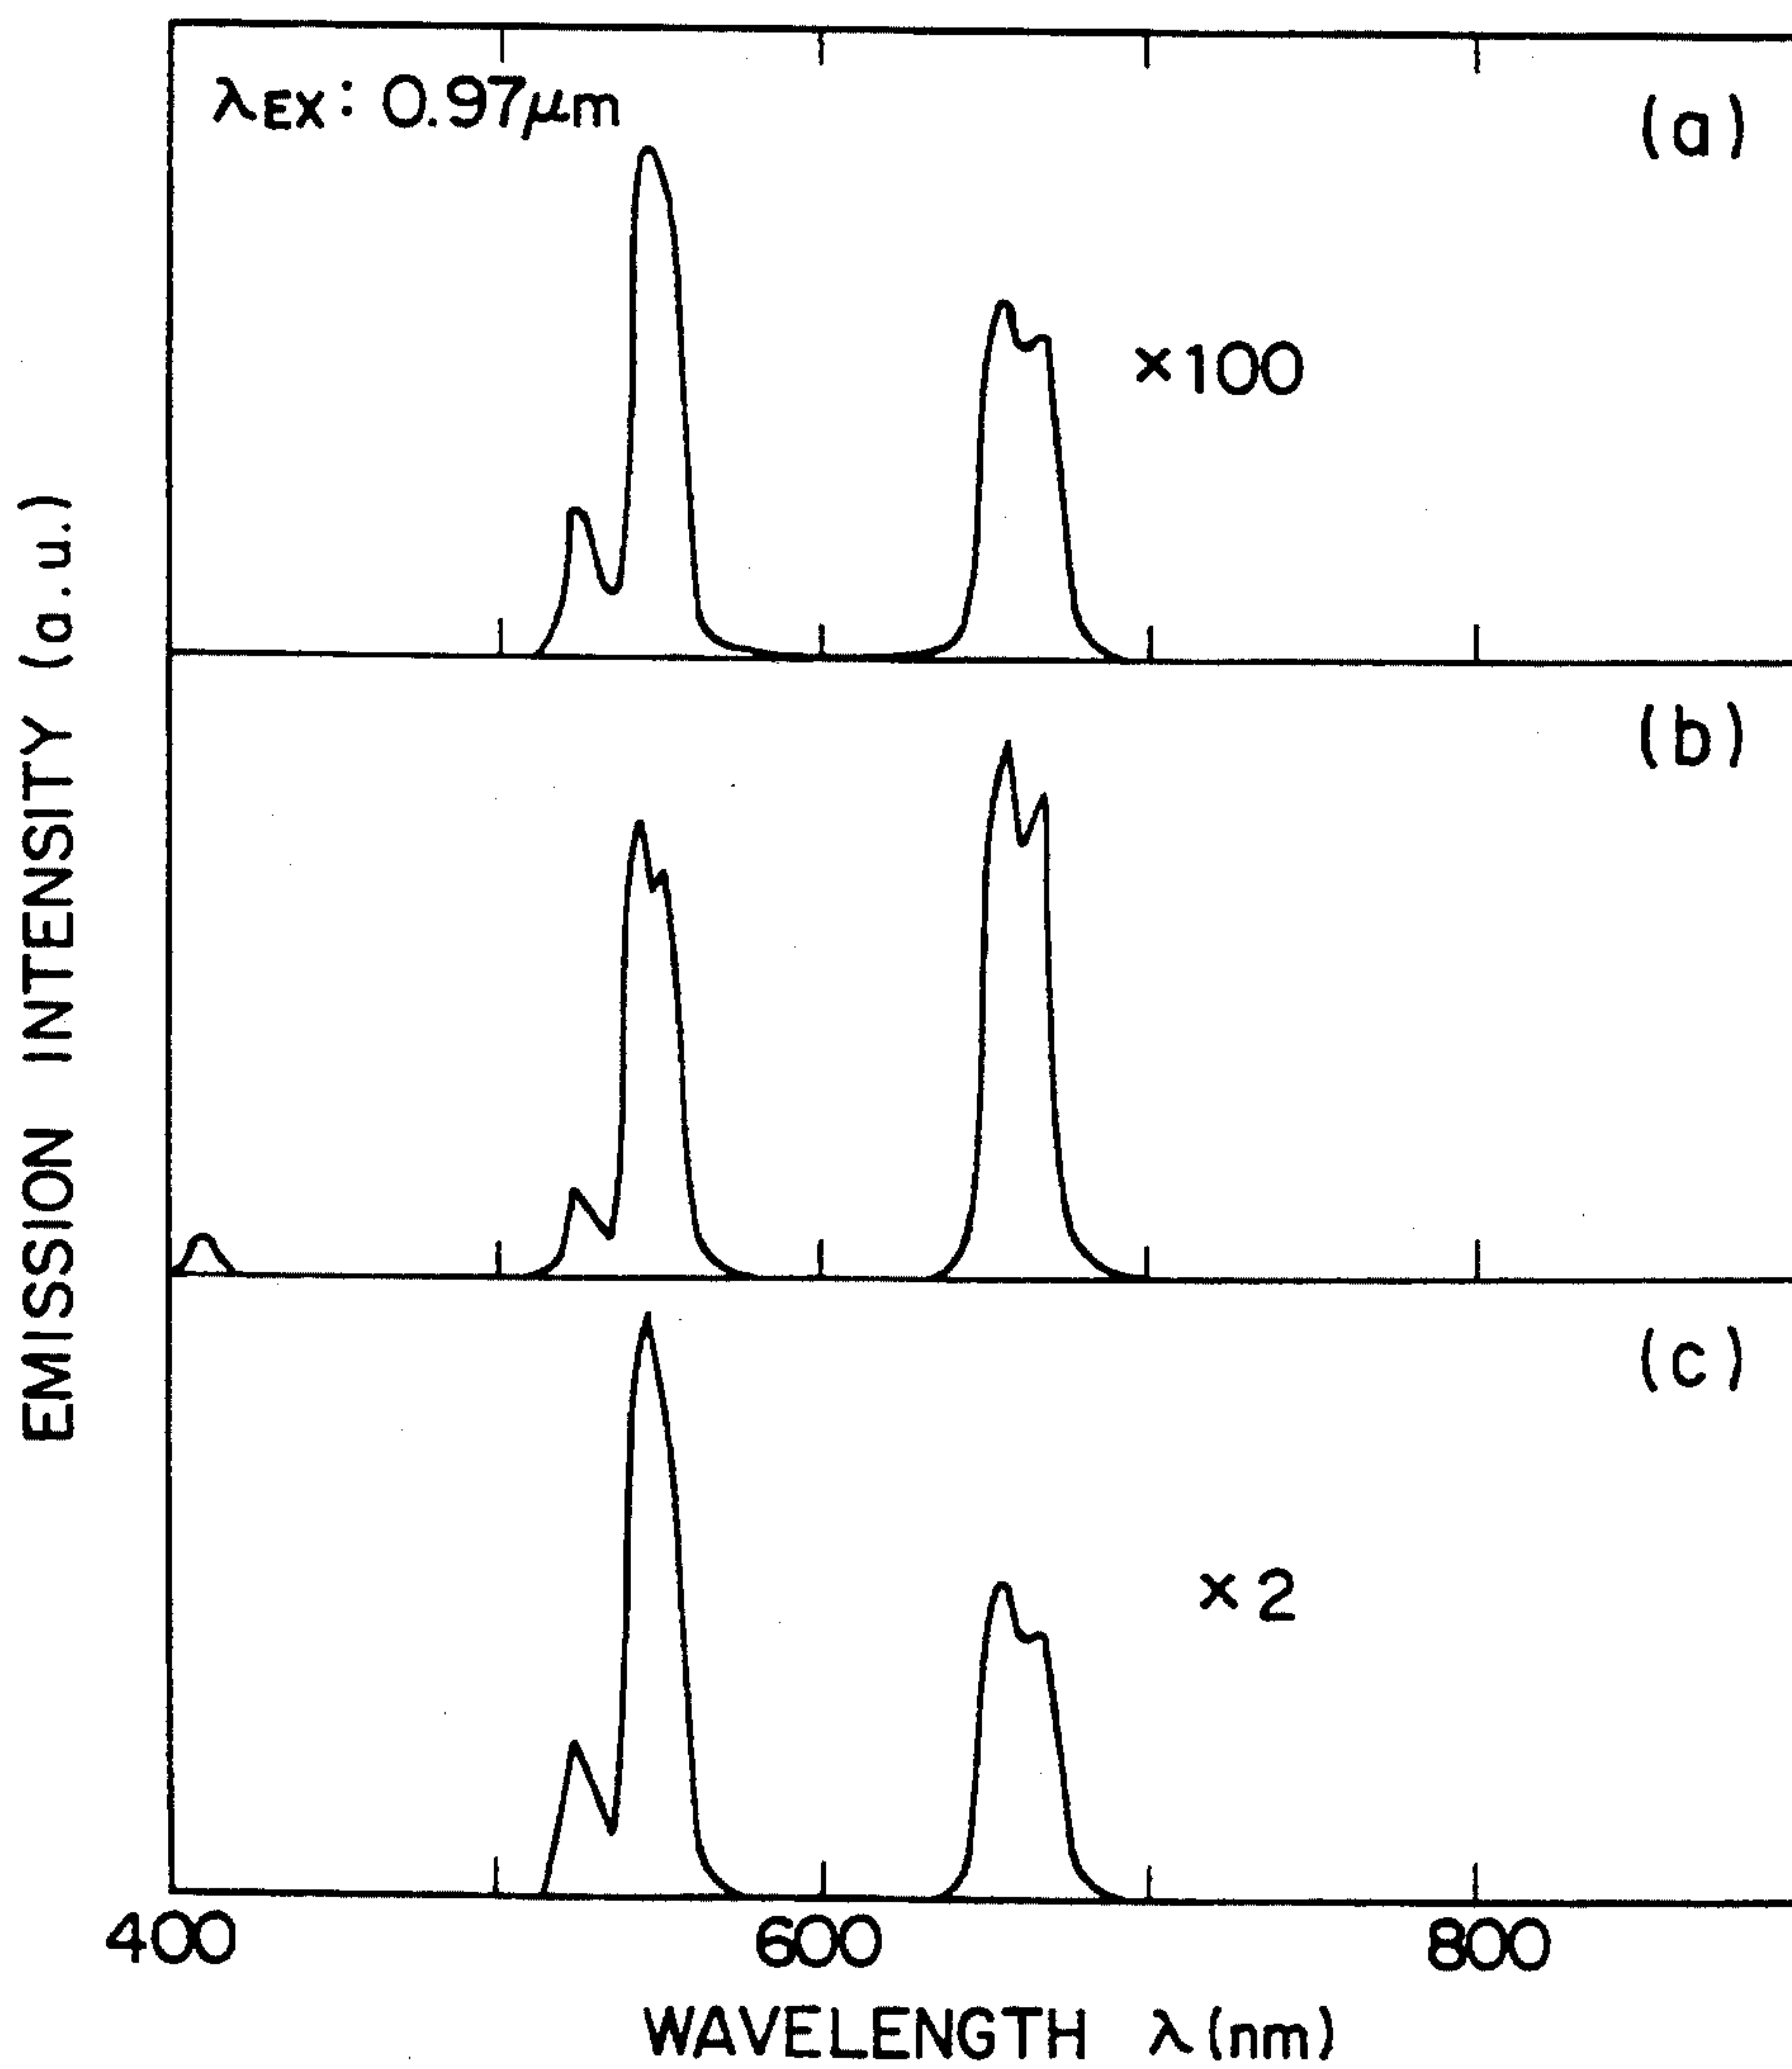 λEX: 0.97μm
(a)
×100
(b)
(c)
×2
EMISSION INTENSITY (a.u.)
400
600
800
WAVELENGTH λ(nm)